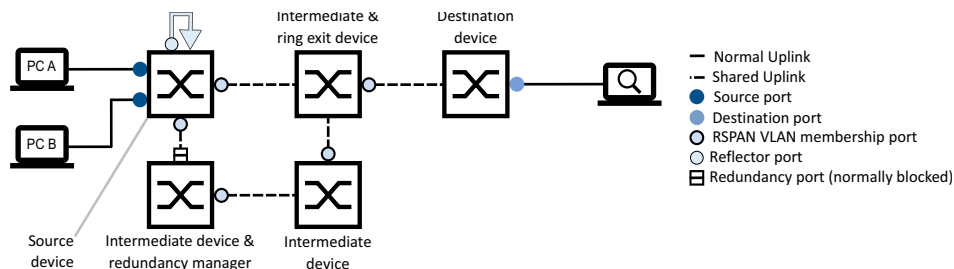 Intermediate &
ring exit device
Destination
device
PC A
PC B
Normal Uplink
Shared Uplink
Source port
Destination port
RSPAN VLAN membership port
Reflector port
Redundancy port (normally blocked)
Source
device
Intermediate device &
redundancy manager
Intermediate
device